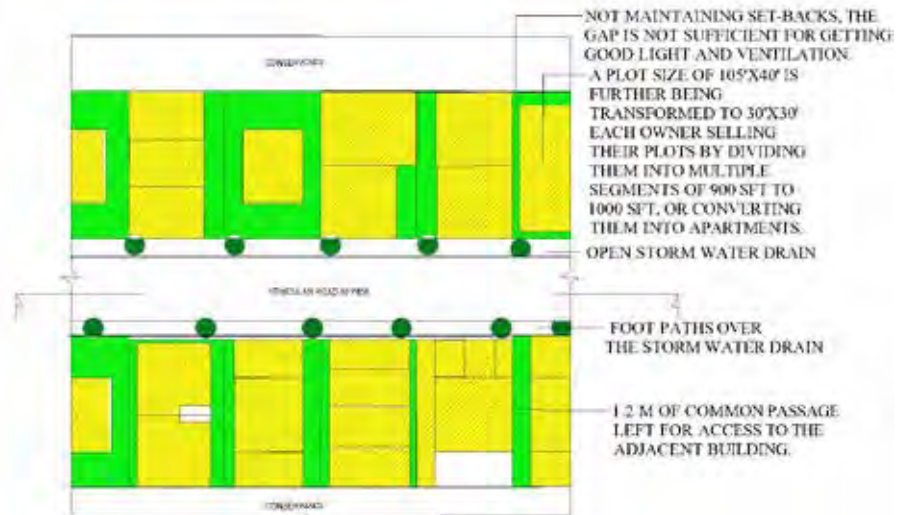 NOT MAINTAINING SET-BACKS, THE
GAP IS NOT SUFFICIENT FOR GETTING
GOOD LIGHT AND VENTILATION.
A PLOT SIZE OF 105'X40' IS
FURTHER BEING
TRANSFORMED TO 30'X30'
EACH OWNER SELLING
THEIR PLOTS BY DIVIDING
THEM INTO MULTIPLE
SEGMENTS OF 900 SFT TO
1000 SFT, OR CONVERTING
THEM INTO APARTMENTS.
OPEN STORM WATER DRAIN
FOOT PATHS OVER
THE STORM WATER DRAIN
1.2 M OF COMMON PASSAGE
LEFT FOR ACCESS TO THE
ADJACENT BUILDING.